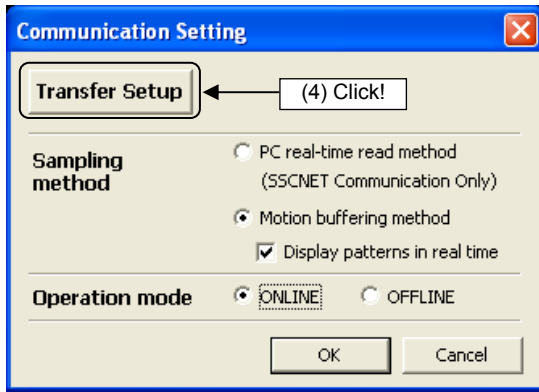 Communication Setting
Transfer Setup
(4) Click!
Sampling
method
PC real-time read method
(SSCNET Communication Only)
Motion buffering method
Display patterns in real time
Operation mode
ONLINE
OFFLINE
OK
Cancel